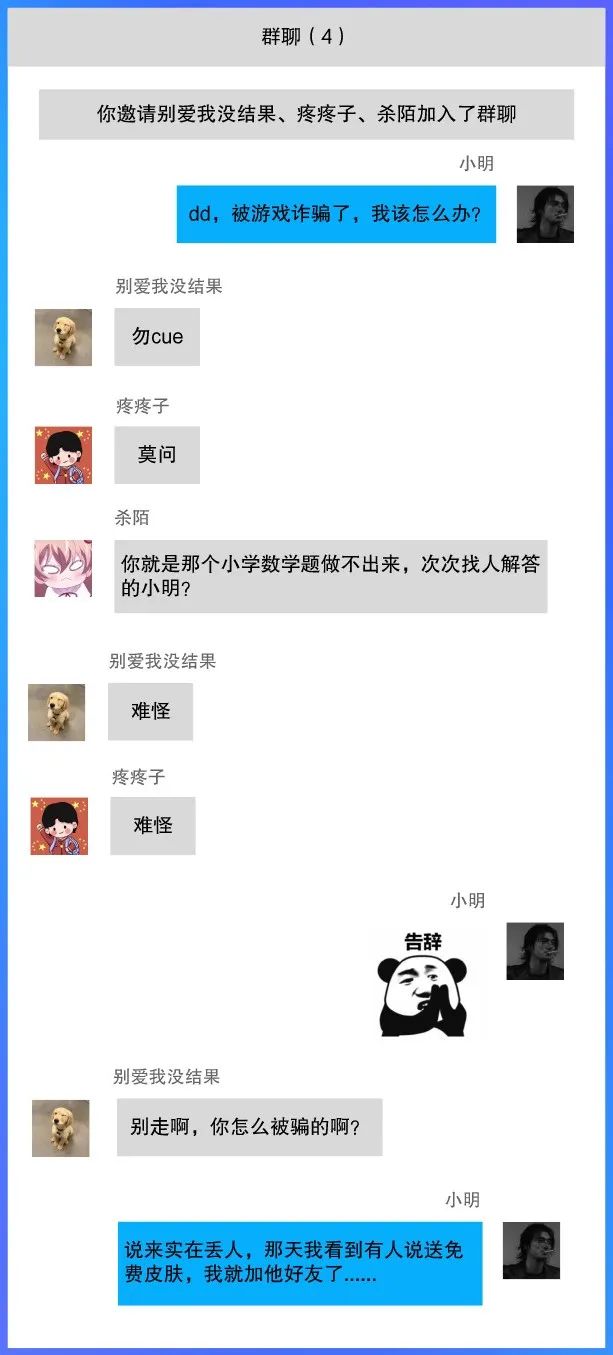 群聊（4）
你邀请别爱我没结果、疼疼子、杀陌加入了群聊
小明
dd，被游戏诈骗了，我该怎么办？
别爱我没结果
勿cue
疼疼子
莫问
杀陌
你就是那个小学数学题做不出来，次次找人解答
的小明？
别爱我没结果
难怪
疼疼子
难怪
小明
告辞
别爱我没结果
别走啊，你怎么被骗的啊？
小明
说来实在丢人，那天我看到有人说送免
费皮肤，我就加他好友了......